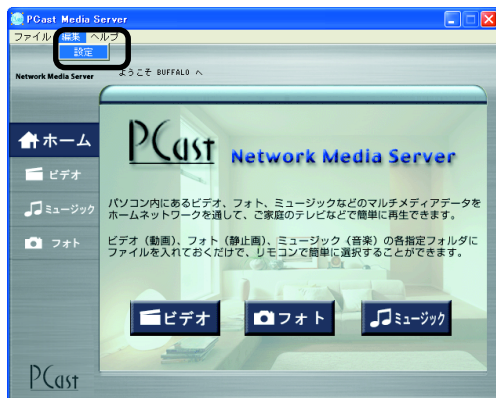 PCast Media Server
ファイル 編集 ヘルプ
設定
Network Media Server
ようこそ BUFFALO へ
ホーム
ビデオ
ミュージック
フォト
PCast
Network Media Server
パソコン内にあるビデオ、フォト、ミュージックなどのマルチメディアデータを
ホームネットワークを通して、ご家庭のテレビなどで簡単に再生できます。
ビデオ（動画）、フォト（静止画）、ミュージック（音楽）の各指定フォルダに
ファイルを入れておくだけで、リモコンで簡単に選択することができます。
ビデオ
フォト
ミュージック
PCast